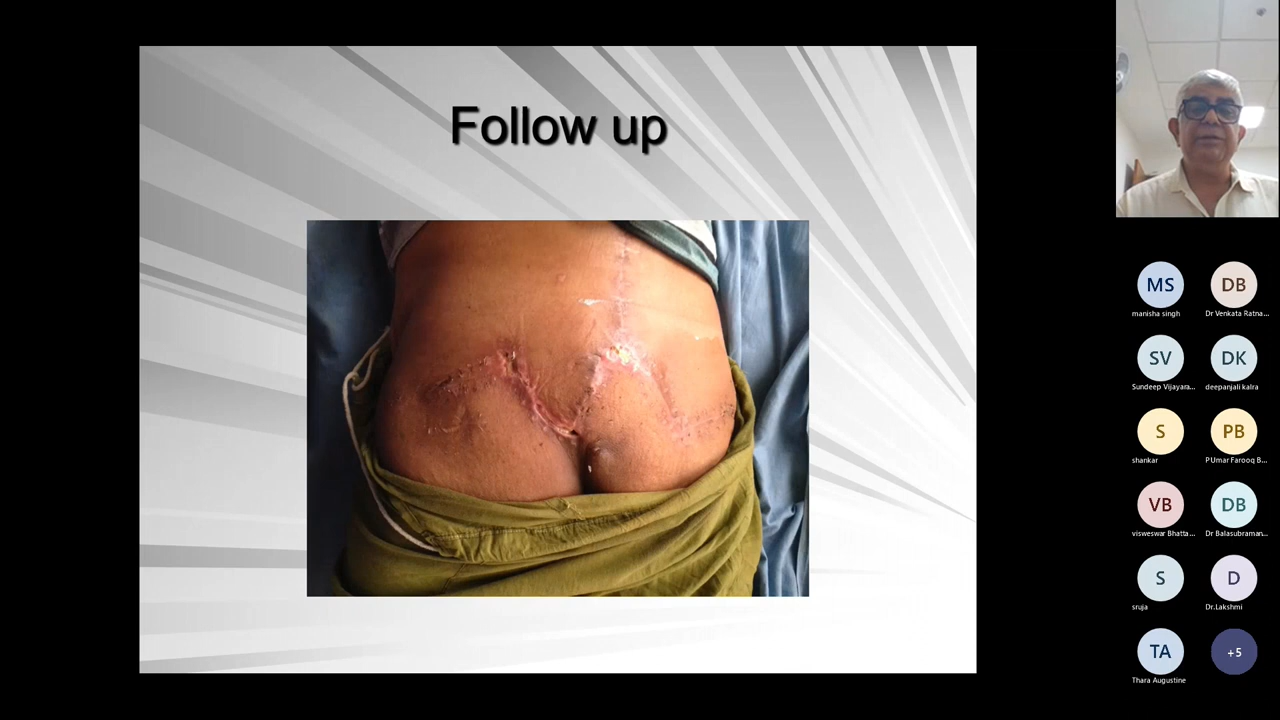 Follow up
MS
DB
manisha singh
Dr Venkata Ratna...
SV
DK
Sundeep Vijayara...
deepanjali kalra
S
PB
shankar
P Umar Farooq B...
VB
DB
visweswar Bhatta...
Dr Balasubraman...
S
D
sruja
Dr.Lakshmi
TA
+5
Thara Augustine